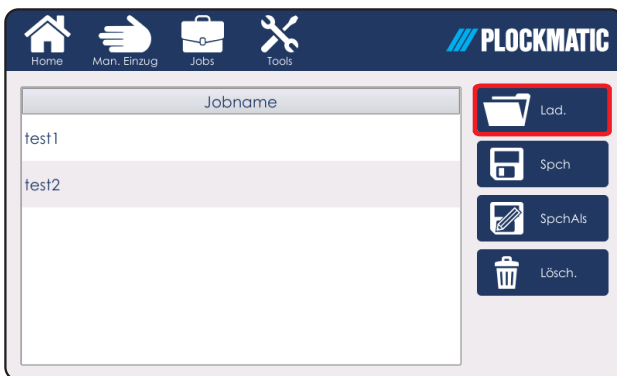 PLOCKMATIC
Home Man. Einzug Jobs Tools
Jobname
Lad.
test1
Spch
test2
SpchAls
Lösch.